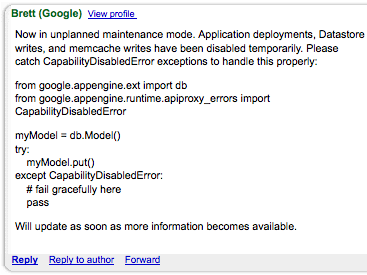 Brett (Google) View profile
Now in unplanned maintenance mode. Application deployments, Datastore
writes, and memcache writes have been disabled temporarily. Please
catch CapabilityDisabledError exceptions to handle this properly:
from google.appengine.ext import db
from google.appengine.runtime.apiproxy_errors import
CapabilityDisabledError
myModel = db.Model()
try:
    myModel.put()
except CapabilityDisabledError:
    # fail gracefully here
    pass
Will update as soon as more information becomes available.
Reply Reply to author Forward